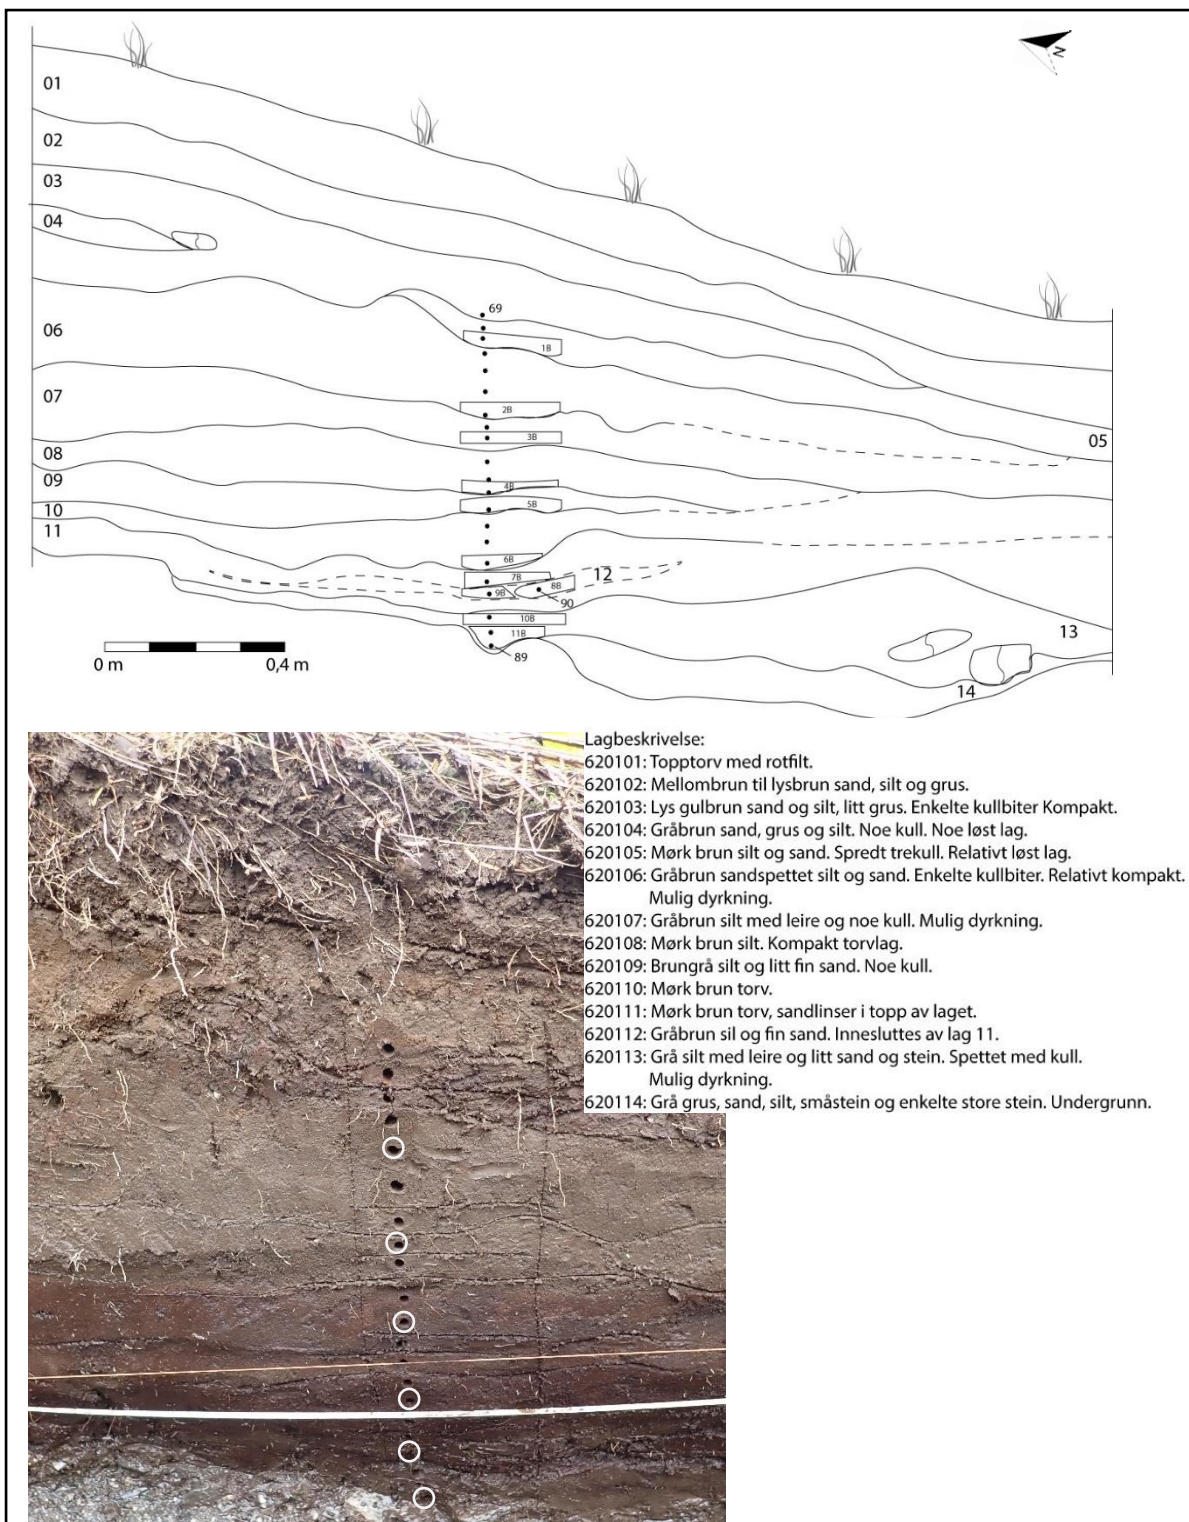 N
01
02
03
04
69
06
1B
07
2B
3B
05
08
09
4B
10
5B
11
6B
7B
12
8B
9B
90
10B
11B
13
89
0 m
0,4 m
14
Lagbeskrivelse:
620101: Topptorv med rotfilt.
620102: Mellombrun til lysbrun sand, silt og grus.
620103: Lys gulbrun sand og silt, litt grus. Enkelte kullbiter Kompakt.
620104: Gråbrun sand, grus og silt. Noe kull. Noe løst lag.
620105: Mørk brun silt og sand. Spredt trekull. Relativt løst lag.
620106: Gråbrun sandspettet silt og sand. Enkelte kullbiter. Relativt kompakt.
Mulig dyrkning.
620107: Gråbrun silt med leire og noe kull. Mulig dyrkning.
620108: Mørk brun silt. Kompakt torvlag.
620109: Brungrå silt og litt fin sand. Noe kull.
620110: Mørk brun torv.
620111: Mørk brun torv, sandlinser i topp av laget.
620112: Gråbrun sil og fin sand. Innesluttes av lag 11.
620113: Grå silt med leire og litt sand og stein. Spettet med kull.
Mulig dyrkning.
620114: Grå grus, sand, silt, småstein og enkelte store stein. Undergrunn.